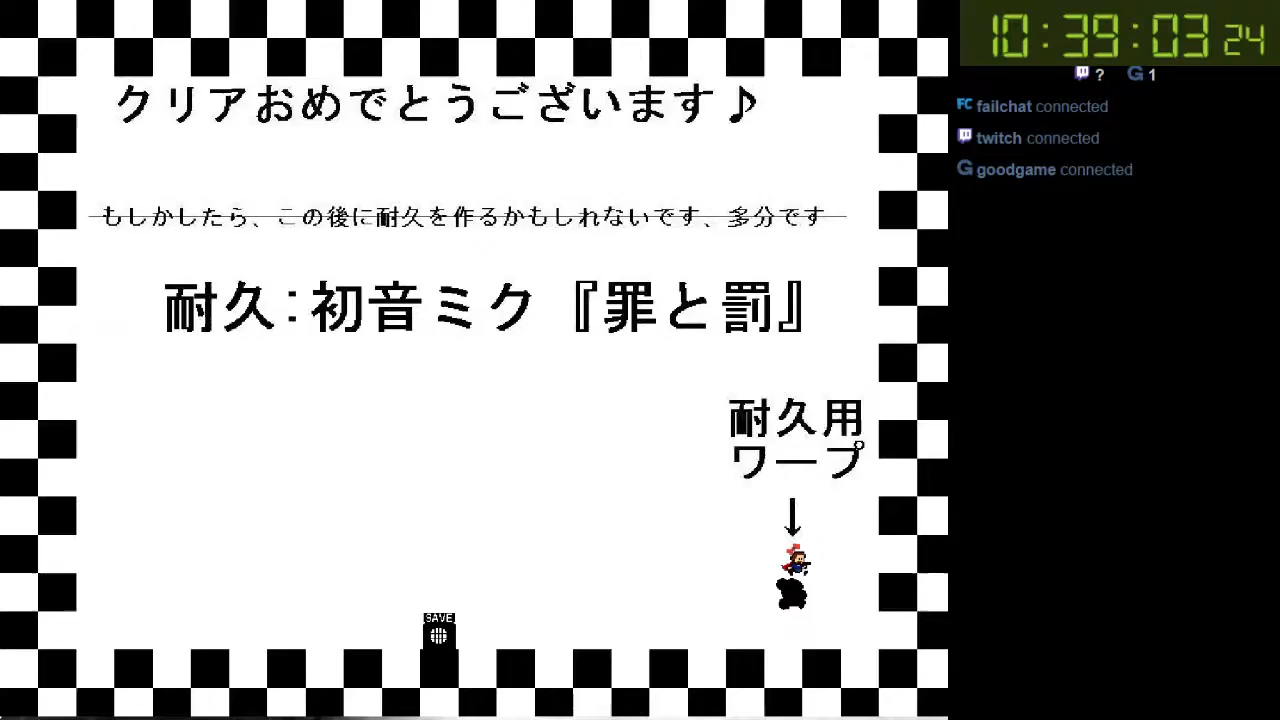 クリアおめでとうございます♪
もしかしたら、この後に耐久を作るかもしれないです、多分です
耐久:初音ミク『罪と罰』
耐久用
ワープ
↓
SAVE
10:39:03 24
? G 1
FC failchat connected
twitch connected
G goodgame connected